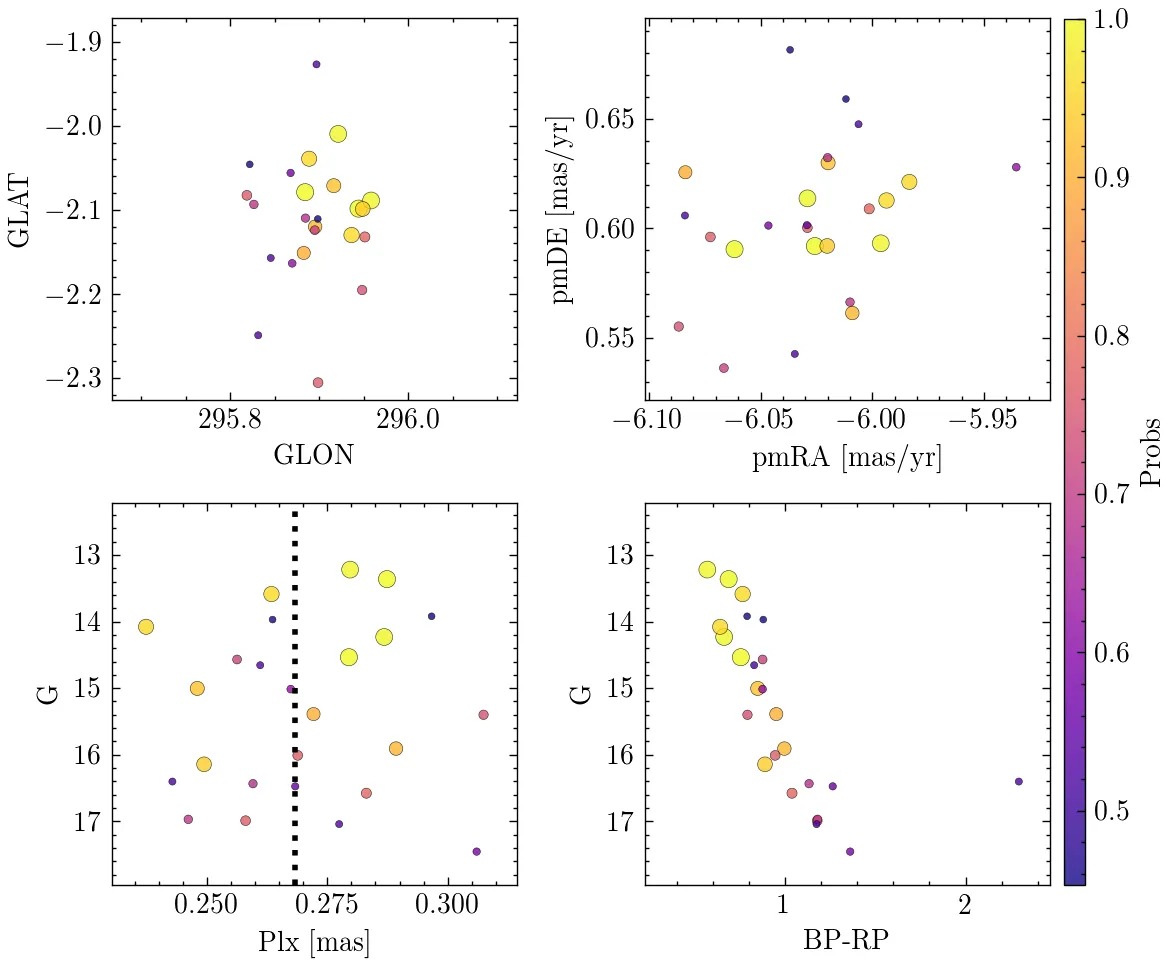 −1.9
−2.0
−2.1
−2.2
−2.3
GLAT
295.8 296.0
GLON
0.65
0.60
0.55
pmDE [mas/yr]
−6.10 −6.05 −6.00 −5.95
pmRA [mas/yr]
13
14
15
16
17
G
0.250 0.275 0.300
Plx [mas]
13
14
15
16
17
G
1 2
BP-RP
1.0
0.9
0.8
0.7
0.6
0.5
Probs